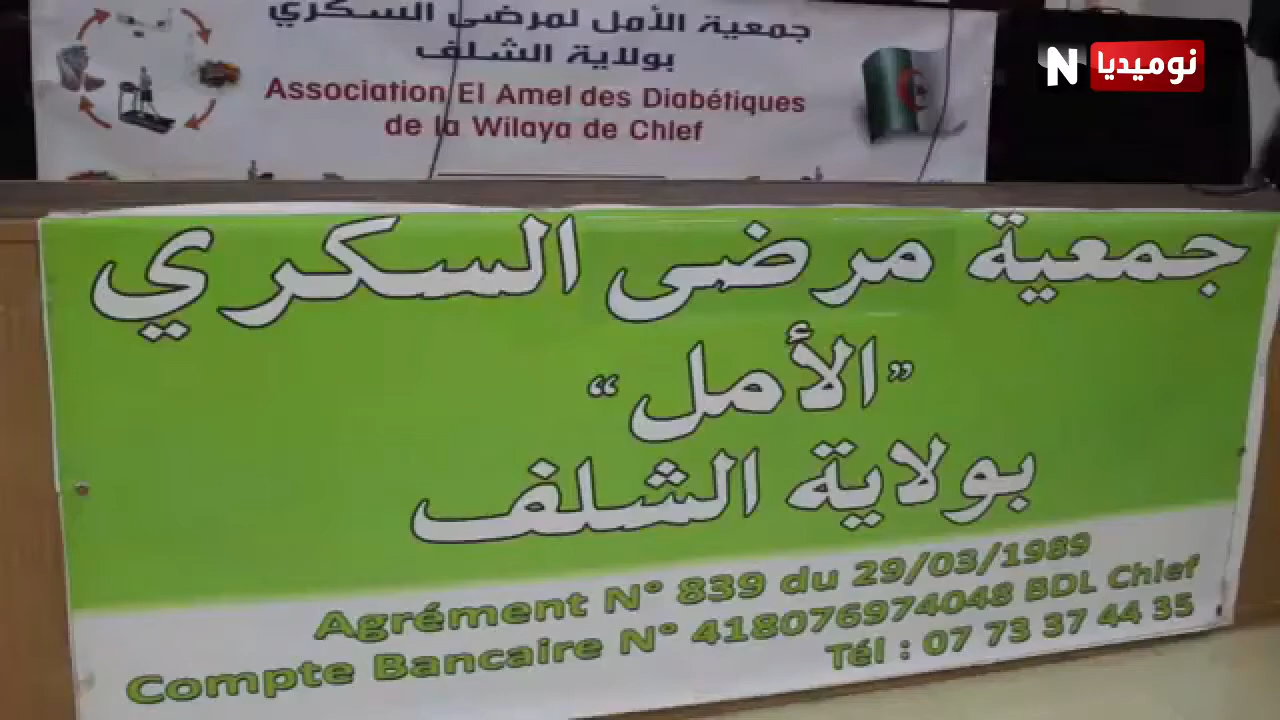 جمعية الأمل لمرضى السكري
بولاية الشلف
Association El Amel des Diabétiques
de la Wilaya de Chlef
نوميديا N
جمعية مرضى السكري
"الأمل"
بولاية الشلف
Agrément N° 839 du 29/03/1989
Compte Bancaire N° 418076974048 BDL Chlef
Tél : 07 73 37 44 35